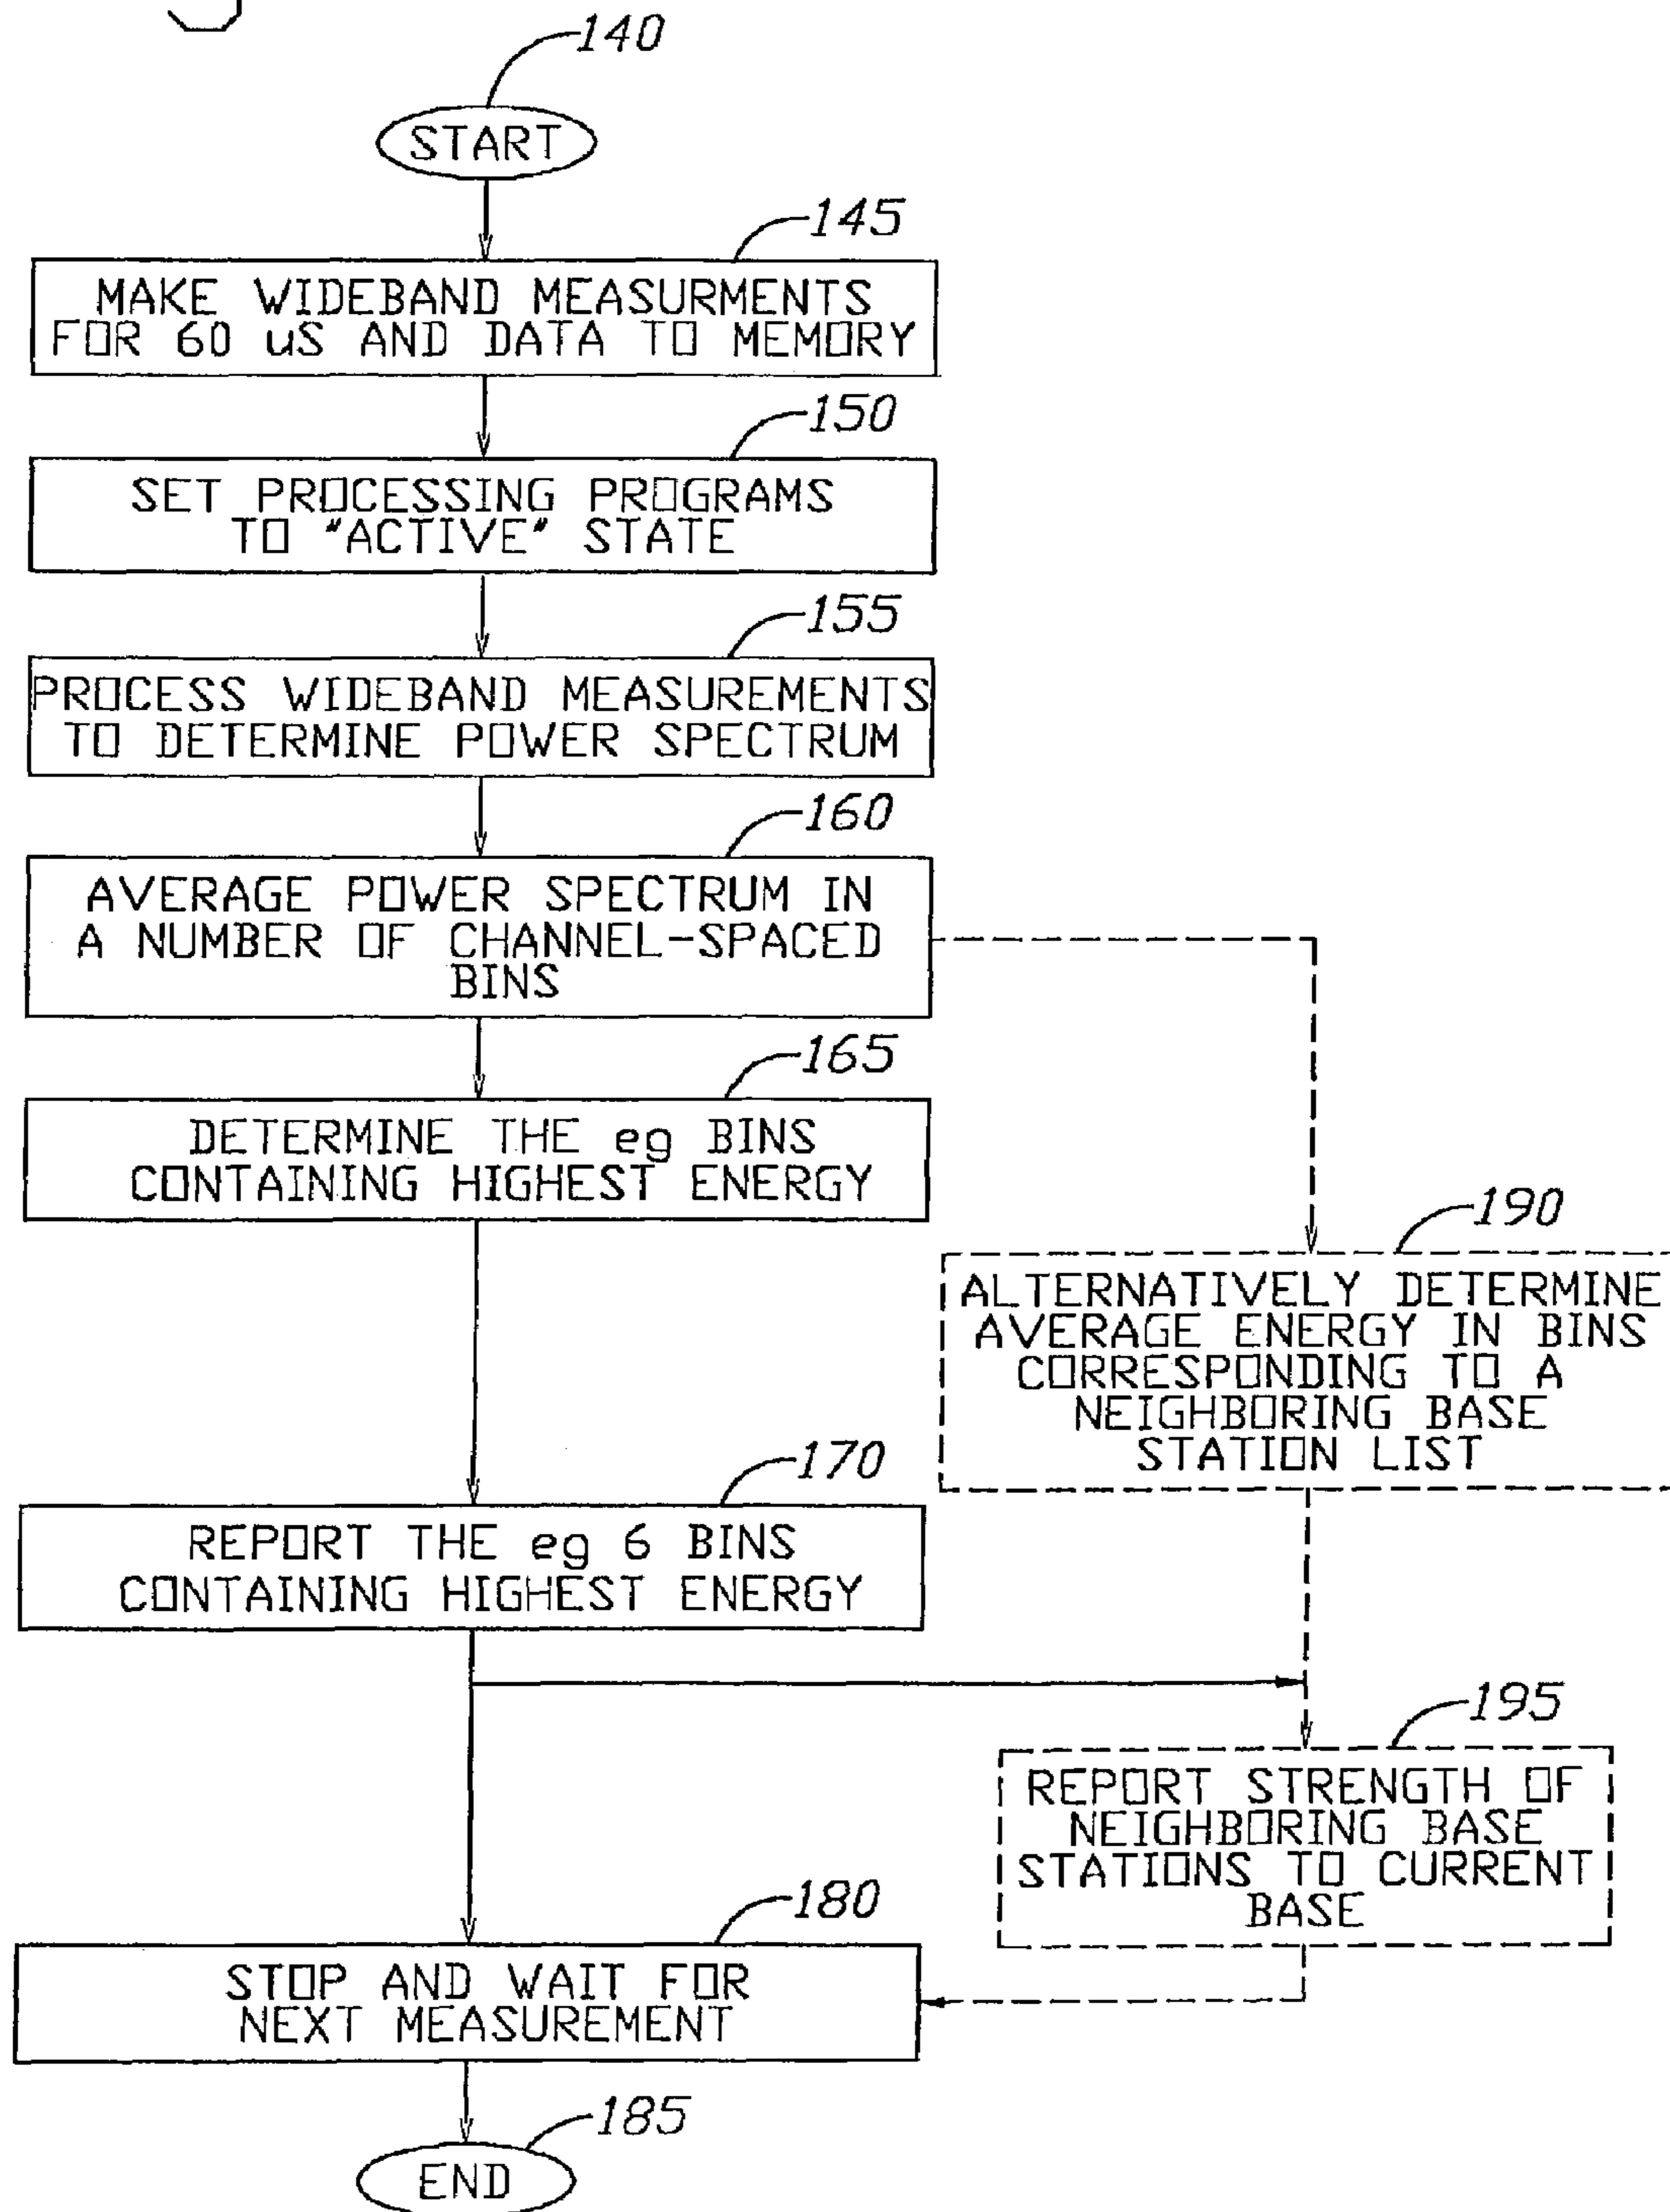 140
START
145
MAKE WIDEBAND MEASURMENTS
FOR 60 uS AND DATA TO MEMORY
150
SET PROCESSING PROGRAMS
TO "ACTIVE" STATE
155
PROCESS WIDEBAND MEASUREMENTS
TO DETERMINE POWER SPECTRUM
160
AVERAGE POWER SPECTRUM IN
A NUMBER OF CHANNEL-SPACED
BINS
165
DETERMINE THE eg BINS
CONTAINING HIGHEST ENERGY
190
ALTERNATIVELY DETERMINE
AVERAGE ENERGY IN BINS
CORRESPONDING TO A
NEIGHBORING BASE
STATION LIST
170
REPORT THE eg 6 BINS
CONTAINING HIGHEST ENERGY
195
REPORT STRENGTH OF
NEIGHBORING BASE
STATIONS TO CURRENT
BASE
180
STOP AND WAIT FOR
NEXT MEASUREMENT
185
END